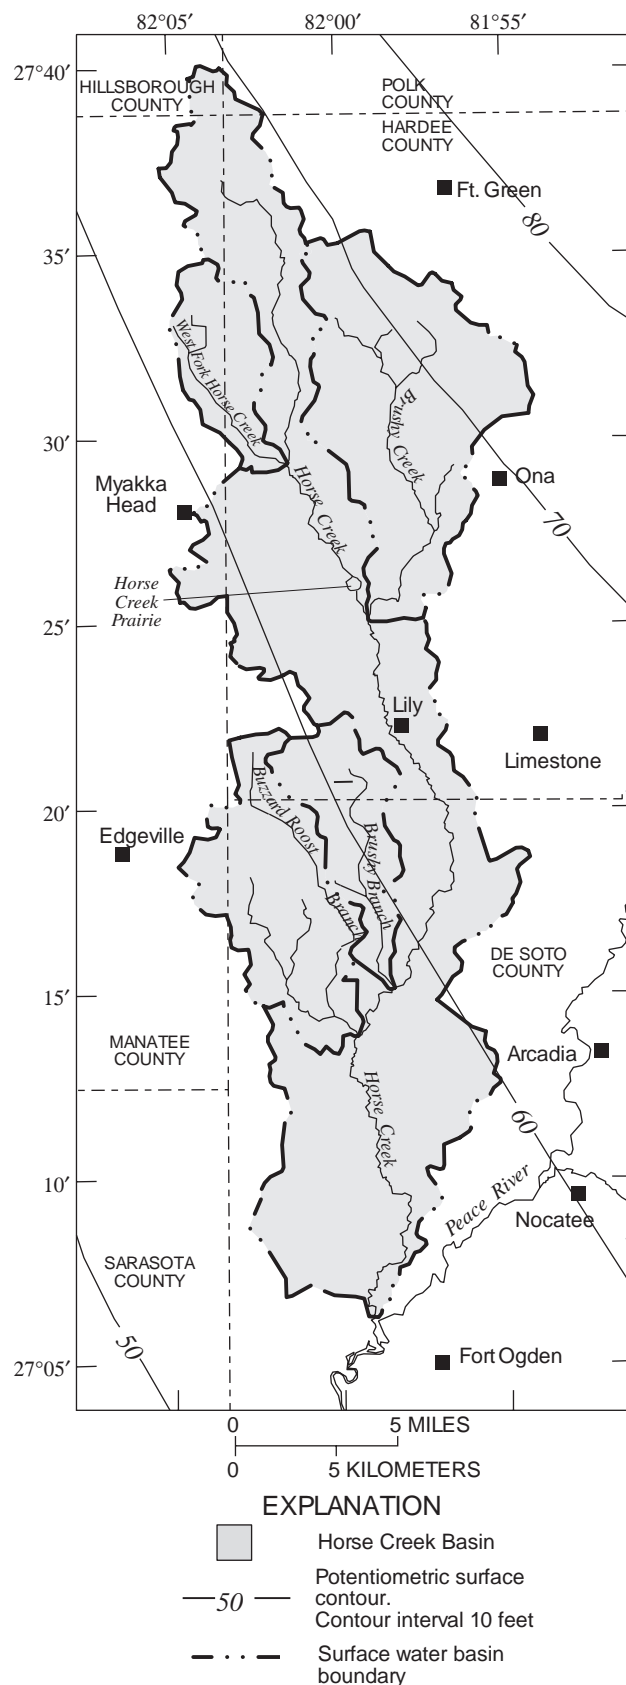 82°05′ 82°00′ 81°55′
27°40′
HILLSBOROUGH
COUNTY
POLK
COUNTY
HARDEE
COUNTY
Ft. Green
80
35′
West Fork Horse Creek
Brushy Creek
30′
Ona
Myakka
Head
Horse Creek
70
Horse
Creek
Prairie
25′
Lily
Limestone
Buzzard Roost
Branch
20′
Edgeville
Brushy Branch
DE SOTO
COUNTY
15′
MANATEE
COUNTY
Arcadia
Horse Creek
60
10′
Peace River
Nocatee
SARASOTA
COUNTY
50
27°05′
Fort Ogden
0 5 MILES
0 5 KILOMETERS
EXPLANATION
Horse Creek Basin
50
Potentiometric surface
contour.
Contour interval 10 feet
Surface water basin
boundary